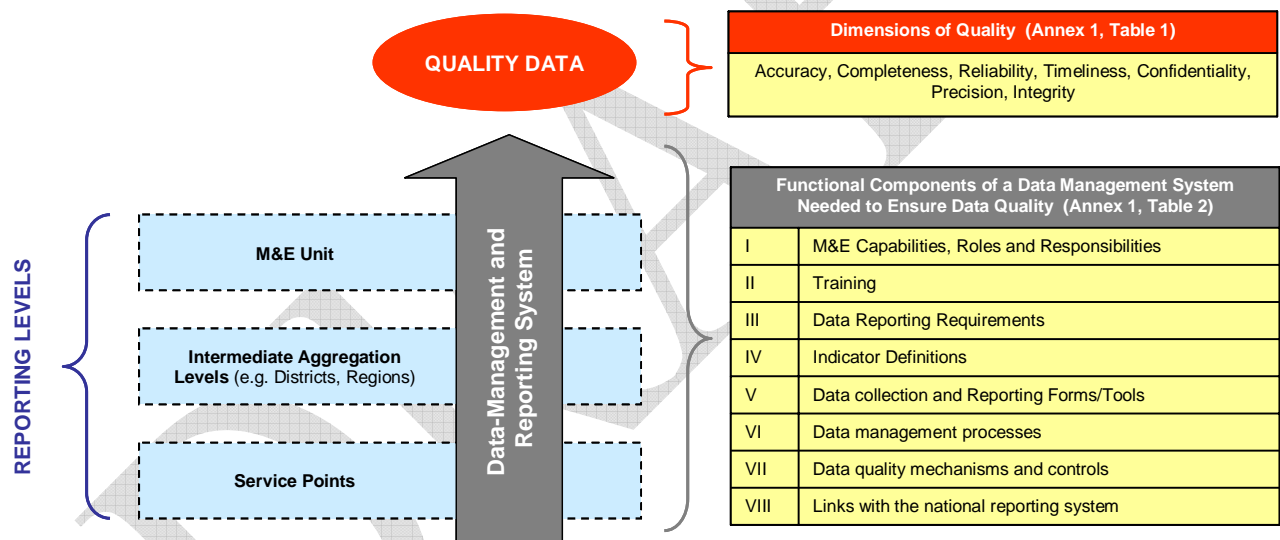 QUALITY DATA
Dimensions of Quality (Annex 1, Table 1)
Accuracy, Completeness, Reliability, Timeliness, Confidentiality,
Precision, Integrity
REPORTING LEVELS
M&E Unit
Intermediate Aggregation
Levels (e.g. Districts, Regions)
Service Points
Data-Management and
Reporting System
Functional Components of a Data Management System
Needed to Ensure Data Quality (Annex 1, Table 2)
I M&E Capabilities, Roles and Responsibilities
II Training
III Data Reporting Requirements
IV Indicator Definitions
V Data collection and Reporting Forms/Tools
VI Data management processes
VII Data quality mechanisms and controls
VIII Links with the national reporting system